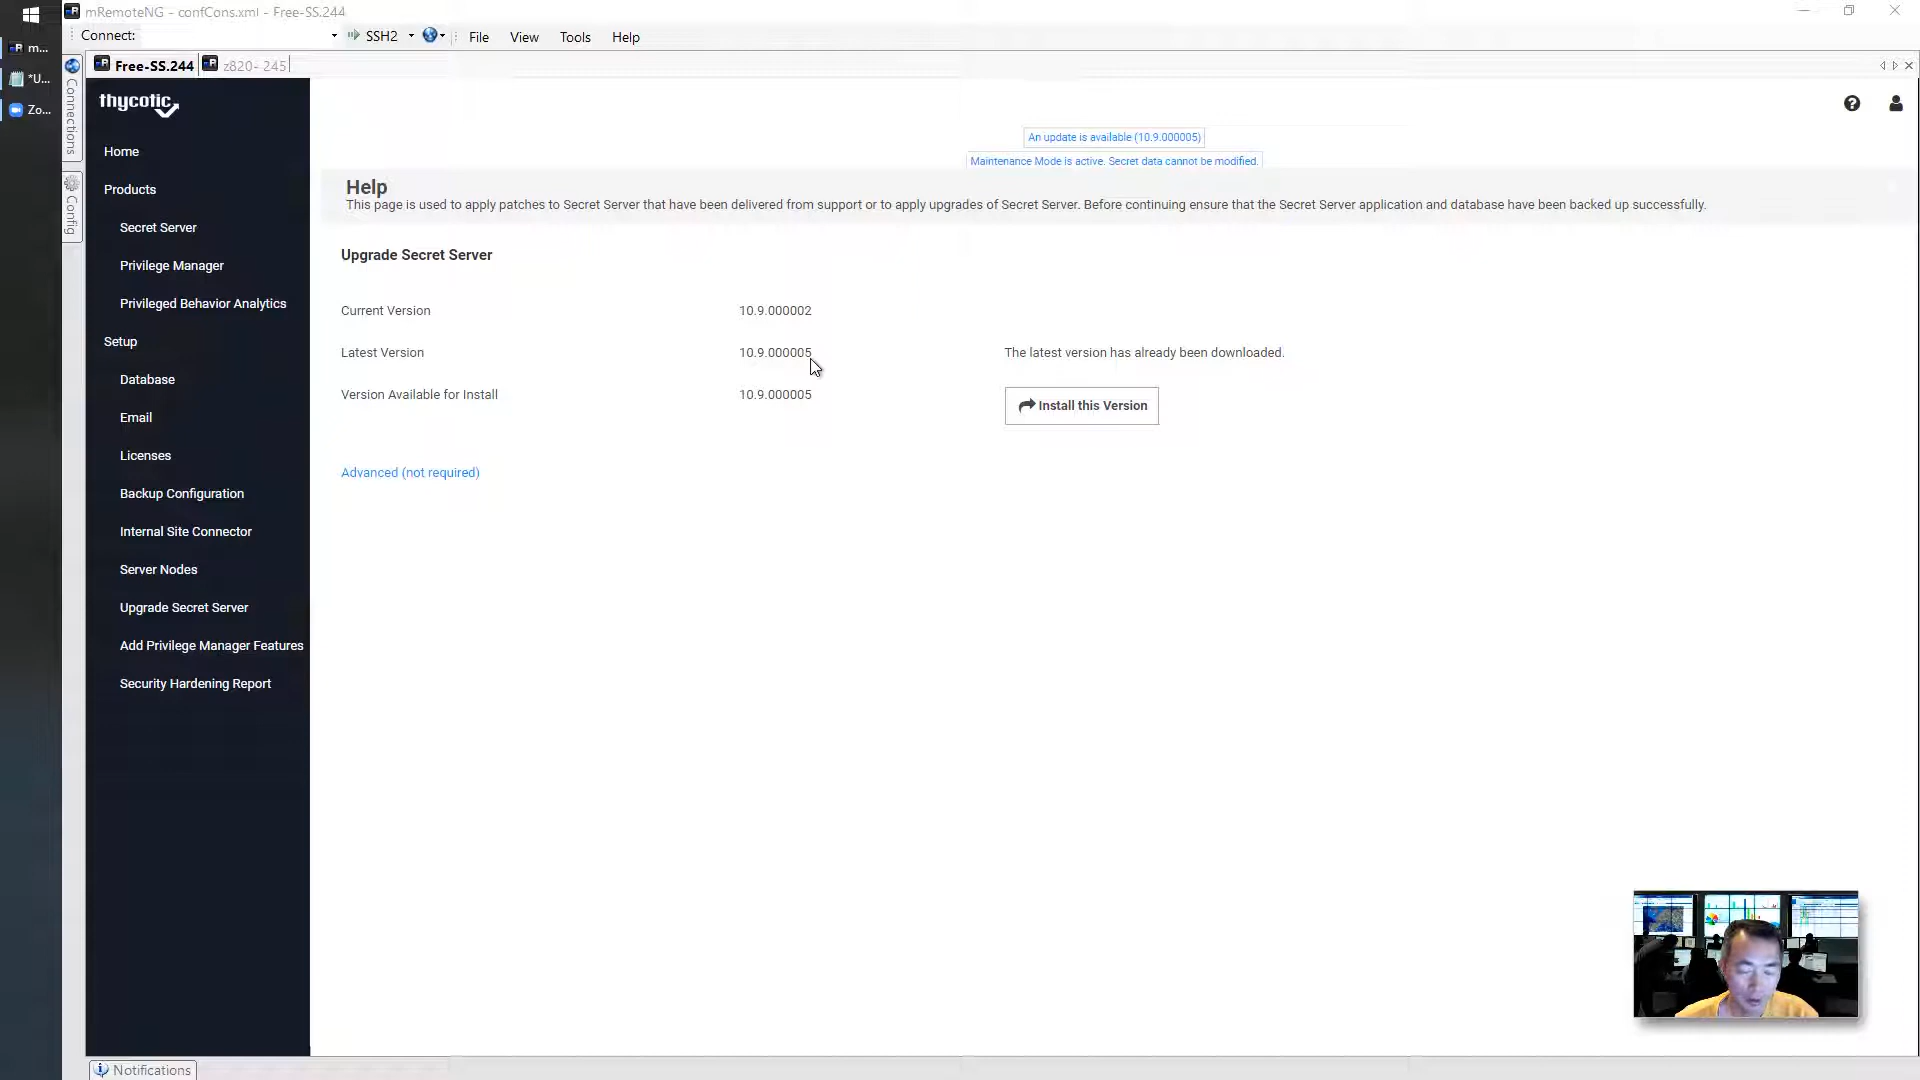 mRemoteNG - confCons.xml - Free-SS.244
Connect:
SSH2
File
View
Tools
Help
m...
*U...
Zo...
Connections
Config
Free-SS.244
z820- 245
thycotic
Home
Products
Secret Server
Privilege Manager
Privileged Behavior Analytics
Setup
Database
Email
Licenses
Backup Configuration
Internal Site Connector
Server Nodes
Upgrade Secret Server
Add Privilege Manager Features
Security Hardening Report
An update is available (10.9.000005)
Maintenance Mode is active. Secret data cannot be modified.
Help
This page is used to apply patches to Secret Server that have been delivered from support or to apply upgrades of Secret Server. Before continuing ensure that the Secret Server application and database have been backed up successfully.
Upgrade Secret Server
Current Version 10.9.000002
Latest Version 10.9.000005 The latest version has already been downloaded.
Version Available for Install 10.9.000005
Install this Version
Advanced (not required)
Notifications